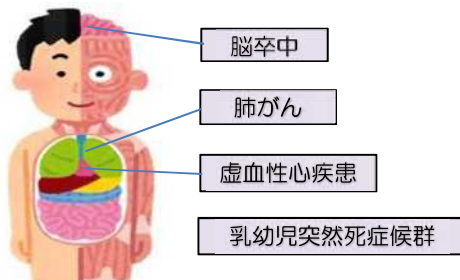 脳卒中
肺がん
虚血性心疾患
乳幼児突然死症候群